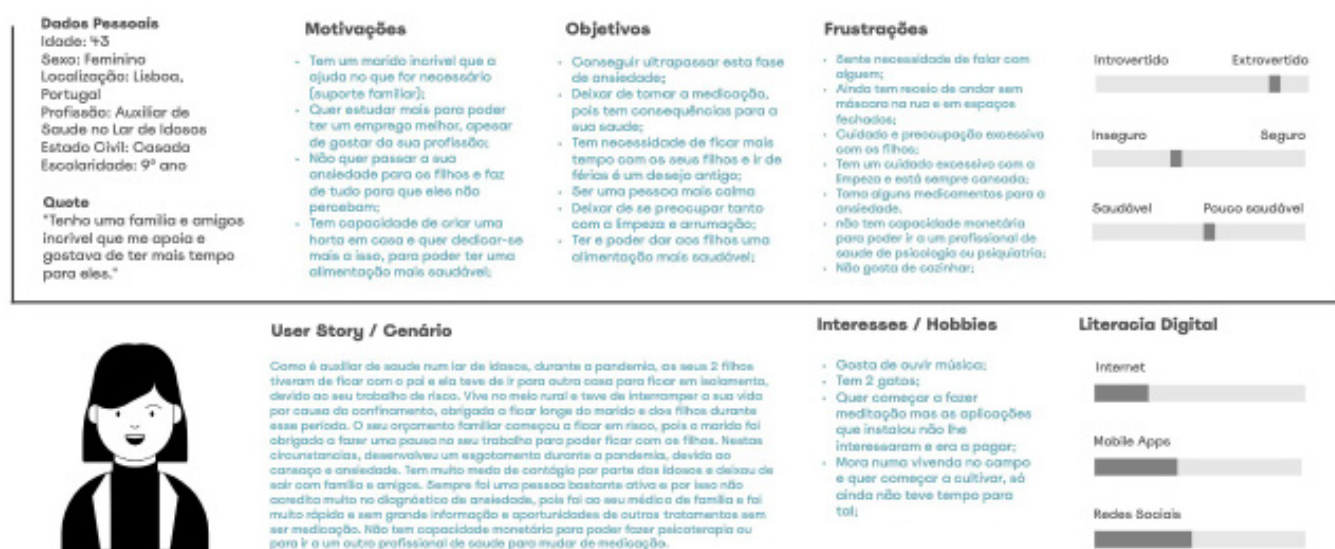 Dados Pessoais
Idade: 43
Sexo: Feminino
Localização: Lisboa,
Portugal
Profissão: Auxiliar de
Saude no Lar de Idosos
Estado Civil: Casada
Escolaridade: 9º ano
Quote
"Tenho uma família e amigos
incrível que me apoia e
gostava de ter mais tempo
para eles."
Motivações
- Tem um marido incrivel que a
ajuda no que for necessário
(suporte familiar);
- Quer estudar mais para poder
ter um emprego melhor, apesar
de gostar da sua profissão;
- Não quer passar a sua
ansiedade para os filhos e faz
de tudo para que eles não
percebam;
- Tem capacidade de criar uma
horta em casa e quer dedicar-se
mais a isso, para poder ter uma
alimentação mais saudável;
Objetivos
- Conseguir ultrapassar esta fase
de ansiedade;
- Deixar de tomar a medicação,
pois tem consequências para a
sua saude;
- Tem necessidade de ficar mais
tempo com os seus filhos e ir de
férias é um desejo antigo;
- Ser uma pessoa mais calma
- Deixar de se preocupar tanto
com a limpeza e arrumação;
- Ter e poder dar aos filhos uma
alimentação mais saudável;
Frustrações
- Sente necessidade de falar com
alguem;
- Ainda tem receio de andar sem
máscara na rua e em espaços
fechados;
- Cuidado e preocupação excessiva
com os filhos;
- Tem um cuidado excessivo com a
limpeza e está sempre cansada;
- Toma alguns medicamentos para a
ansiedade.
- não tem capacidade monetária
para poder ir a um profissional de
saude de psicologia ou psiquiatria;
- Não gosta de cozinhar;
Introvertido Extrovertido
Inseguro Seguro
Saudável Pouco saudável
User Story / Cenário
Como é auxiliar de saude num lar de idosos, durante a pandemia, os seus 2 filhos
tiveram de ficar com o pai e ela teve de ir para outra casa para ficar em isolamento,
devido ao seu trabalho de risco. Vive no meio rural e teve de interromper a sua vida
por causa do confinamento, obrigada a ficar longe do marido e dos filhos durante
esse período. O seu orçamento familiar começou a ficar em risco, pois o marido foi
obrigado a fazer uma pausa no seu trabalho para poder ficar com os filhos. Nestas
circunstancias, desenvolveu um esgotamento durante a pandemia, devido ao
cansaço e ansiedade. Tem muito medo de contágio por parte dos idosos e deixou de
sair com familia e amigos. Sempre foi uma pessoa bastante ativa e por isso não
acredita muito no diagnóstico de ansiedade, pois foi ao seu médico de família e foi
muito rápida e sem grande informação e oportunidades de outros tratamentos sem
ser medicação. Não tem capacidade monetária para poder fazer psicoterapia ou
para ir a um outro profissional de saude para mudar de medicação.
Interesses / Hobbies
- Gosta de ouvir música;
- Tem 2 gatos;
- Quer começar a fazer
meditação mas as aplicações
que instalou não lhe
interessaram e era a pagar;
- Mora numa vivenda no campo
e quer começar a cultivar, só
ainda não teve tempo para
tal;
Literacia Digital
Internet
Mobile Apps
Redes Sociais